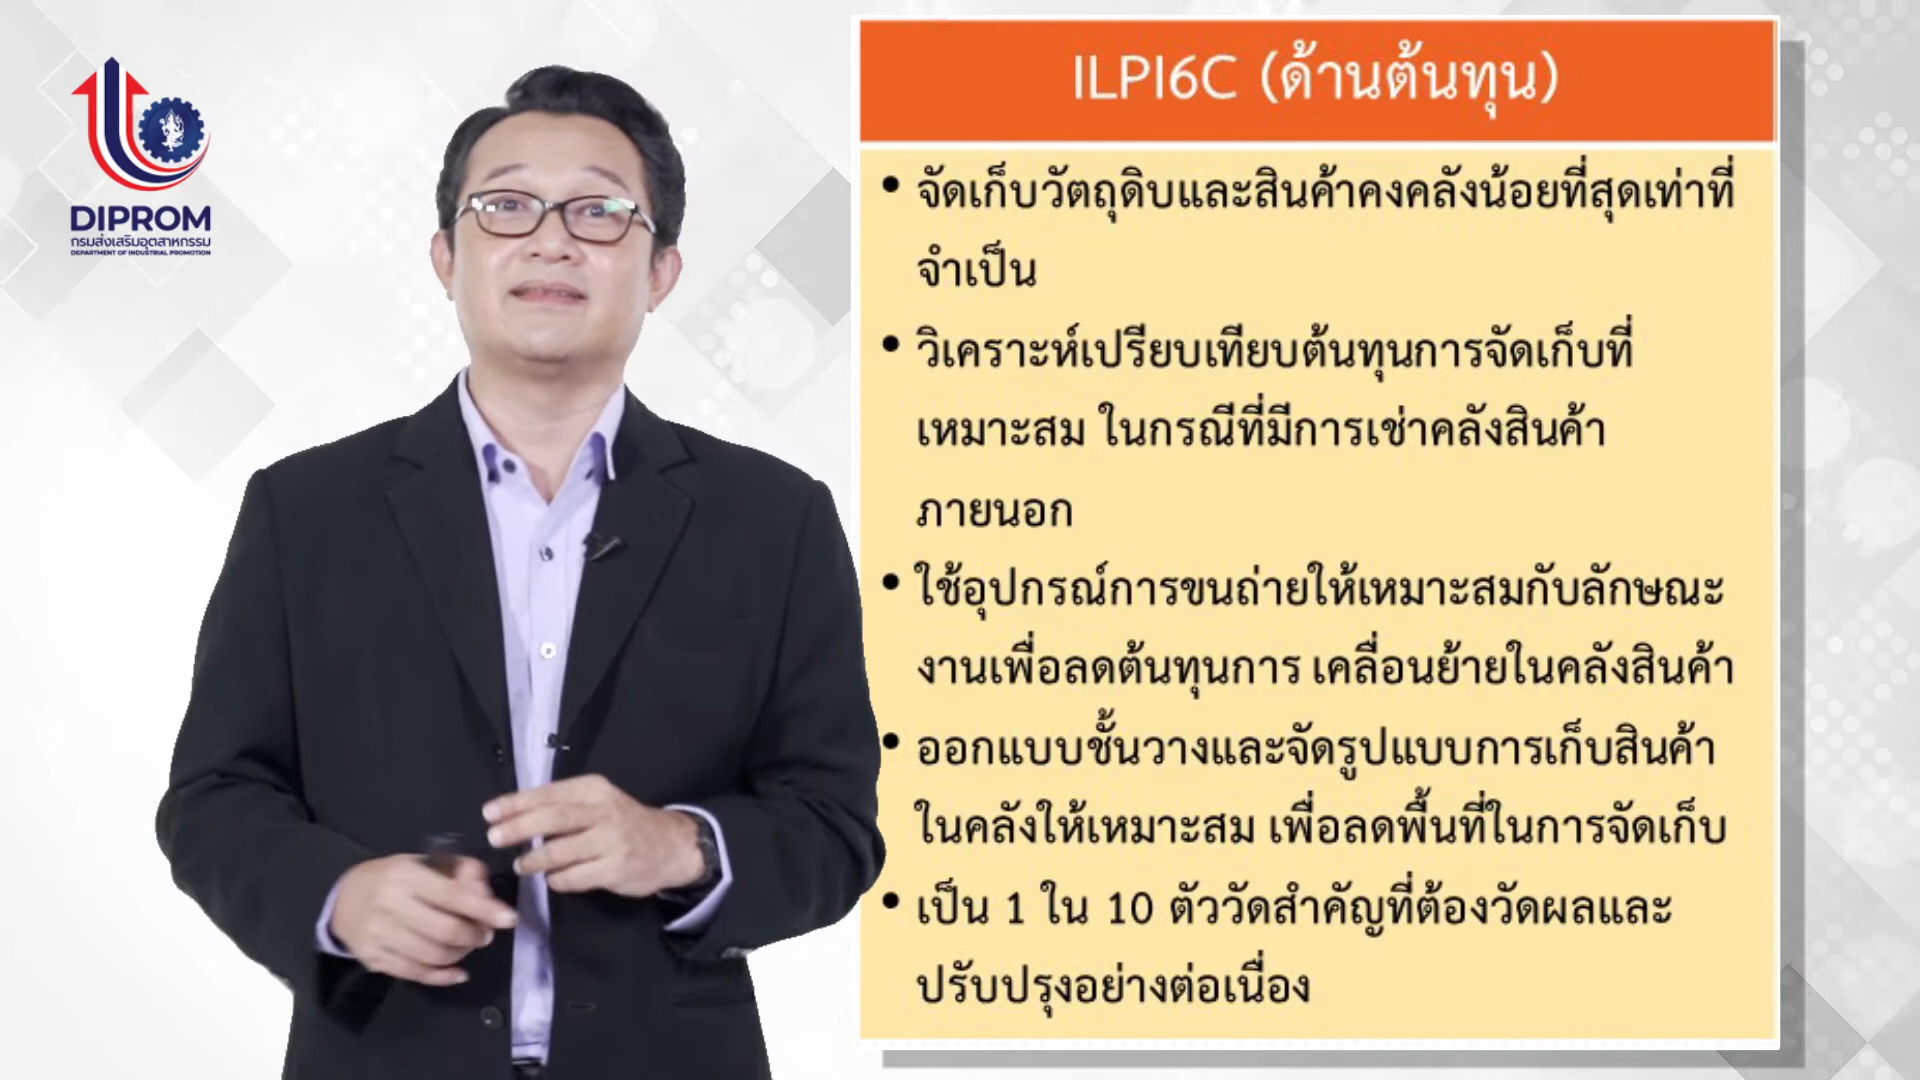 DIPROM
กรมส่งเสริมอุตสาหกรรม
DEPARTMENT OF INDUSTRIAL PROMOTION
ILPI6C (ด้านต้นทุน)
• จัดเก็บวัตถุดิบและสินค้าคงคลังน้อยที่สุดเท่าที่
จำเป็น
• วิเคราะห์เปรียบเทียบต้นทุนการจัดเก็บที่
เหมาะสม ในกรณีที่มีการเช่าคลังสินค้า
ภายนอก
• ใช้อุปกรณ์การขนถ่ายให้เหมาะสมกับลักษณะ
งานเพื่อลดต้นทุนการ เคลื่อนย้ายในคลังสินค้า
• ออกแบบชั้นวางและจัดรูปแบบการเก็บสินค้า
ในคลังให้เหมาะสม เพื่อลดพื้นที่ในการจัดเก็บ
• เป็น 1 ใน 10 ตัววัดสำคัญที่ต้องวัดผลและ
ปรับปรุงอย่างต่อเนื่อง